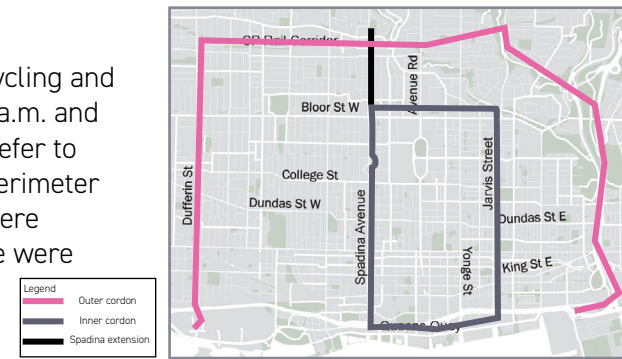 ycling and
a.m. and
efer to
erimeter
ere
e were
Legend
Outer cordon
Inner cordon
Spadina extension
CP Rail Corridor
Avenue Rd
Bloor St W
Dufferin St
College St
Jarvis Street
Dundas St W
Spadina Avenue
Dundas St E
Yonge St
King St E
Queens Quay